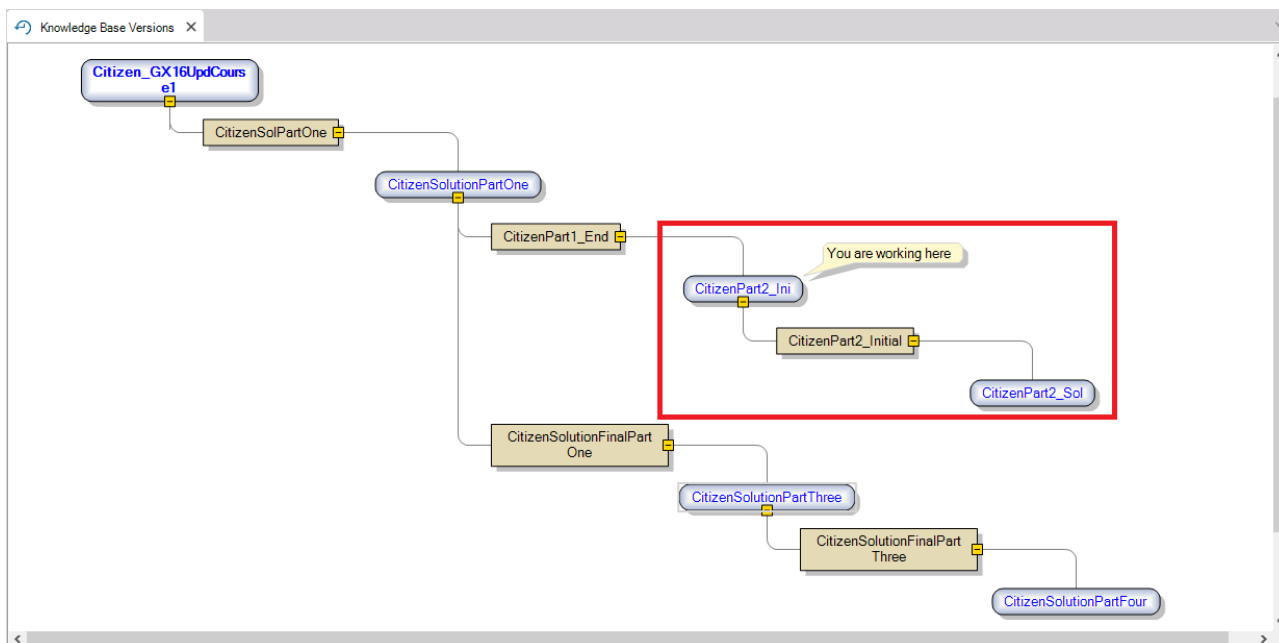 Knowledge Base Versions
Citizen_GX16UpdCours
e1
CitizenSolPartOne
CitizenSolutionPartOne
CitizenPart1_End
You are working here
CitizenPart2_Ini
CitizenPart2_Initial
CitizenPart2_Sol
CitizenSolutionFinalPart
One
CitizenSolutionPartThree
CitizenSolutionFinalPart
Three
CitizenSolutionPartFour